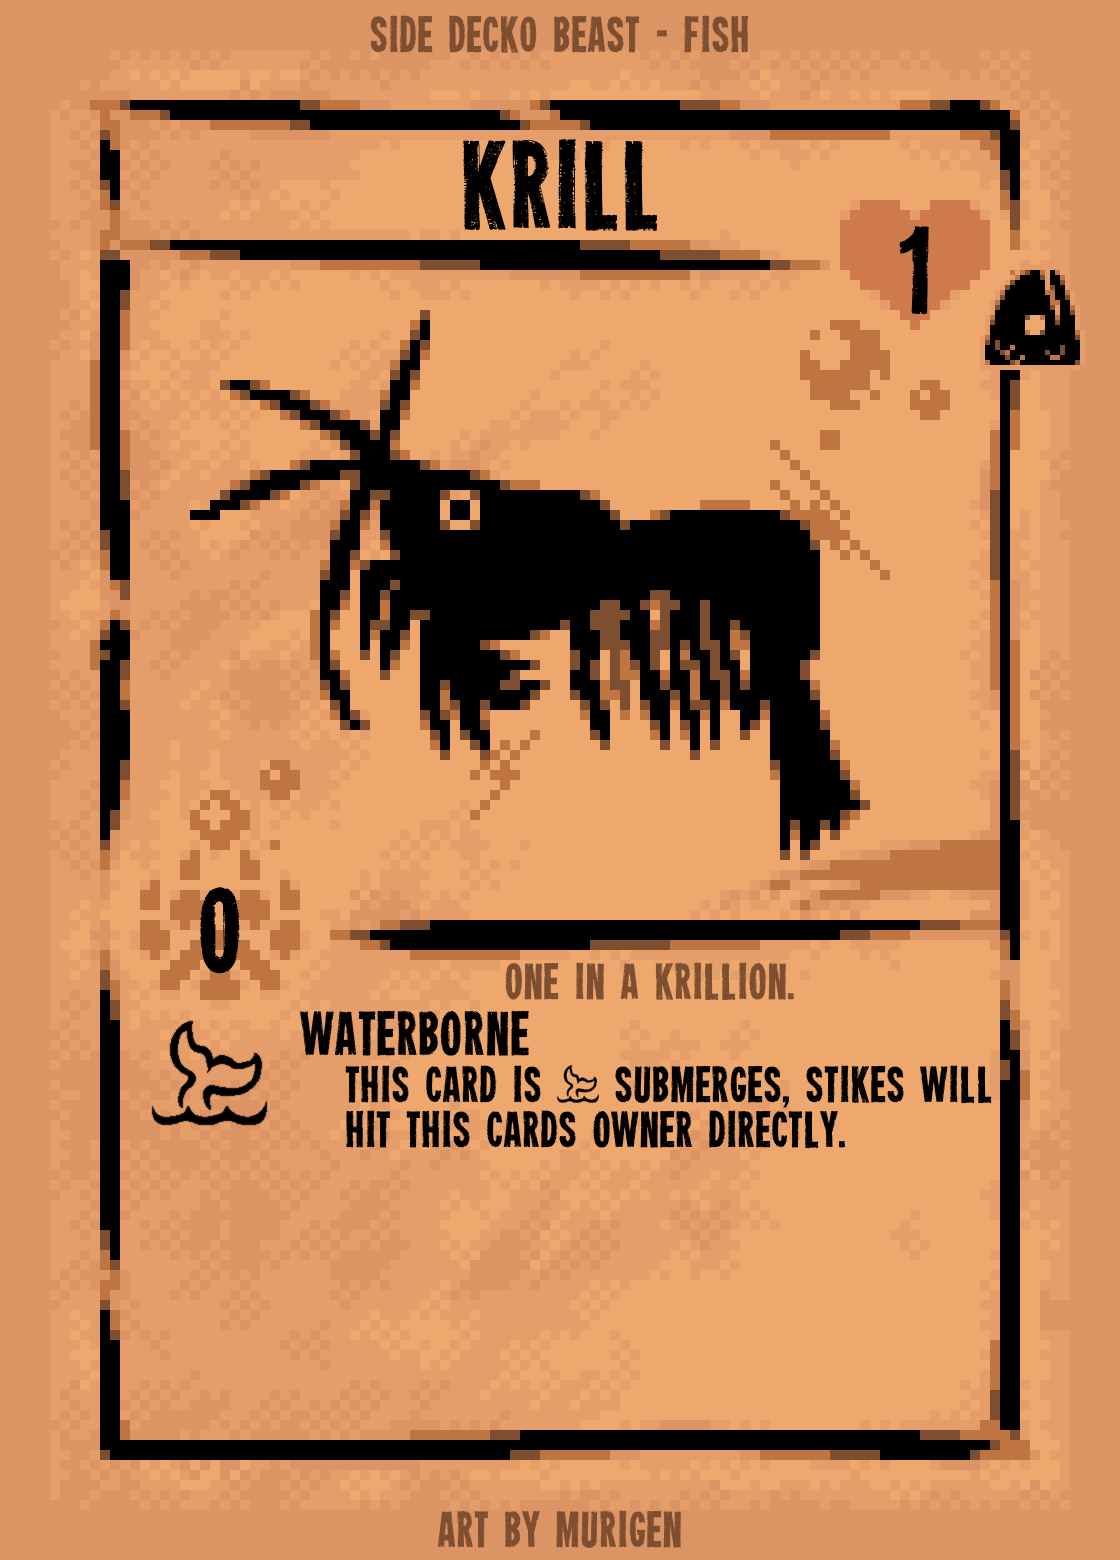 SIDE DECKO BEAST - FISH
KRILL
1
0
ONE IN A KRILLION.
WATERBORNE
THIS CARD IS SUBMERGES, STIKES WILL
HIT THIS CARDS OWNER DIRECTLY.
ART BY MURIGEN